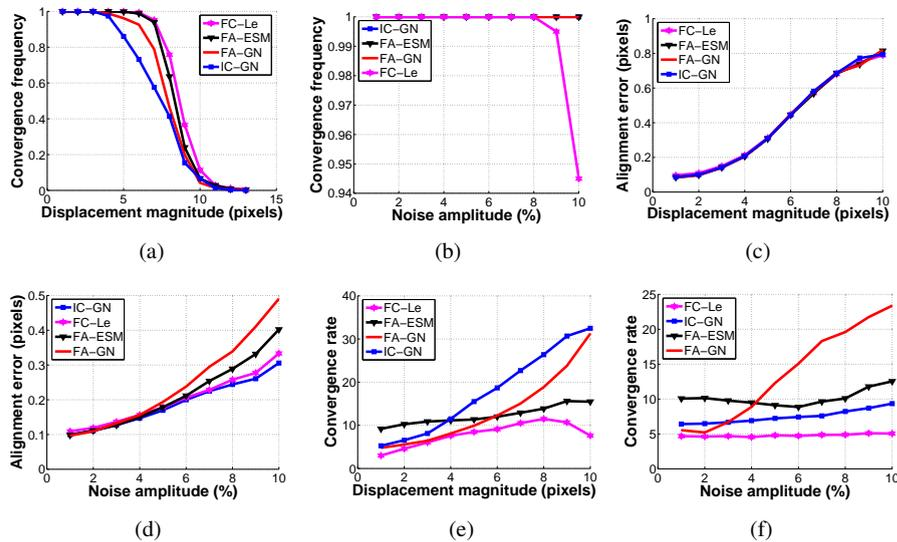 Convergence frequency
1
0.8
0.6
0.4
0.2
0
0 5 10 15
Displacement magnitude (pixels)
FC−Le
FA−ESM
FA−GN
IC−GN
(a)
Convergence frequency
1
0.99
0.98
0.97
0.96
0.95
0.94
0 2 4 6 8 10
Noise amplitude (%)
IC−GN
FA−ESM
FA−GN
FC−Le
(b)
Alignment error (pixels)
0.8
0.6
0.4
0.2
0
0 2 4 6 8 10
Displacement magnitude (pixels)
FC−Le
FA−ESM
FA−GN
IC−GN
(c)
Alignment error (pixels)
0.5
0.4
0.3
0.2
0.1
0
0 2 4 6 8 10
Noise amplitude (%)
IC−GN
FC−Le
FA−ESM
FA−GN
(d)
Convergence rate
40
30
20
10
0
0 2 4 6 8 10
Displacement magnitude (pixels)
FC−Le
FA−ESM
FA−GN
IC−GN
(e)
Convergence rate
25
20
15
10
5
0
0 2 4 6 8 10
Noise amplitude (%)
FC−Le
IC−GN
FA−ESM
FA−GN
(f)